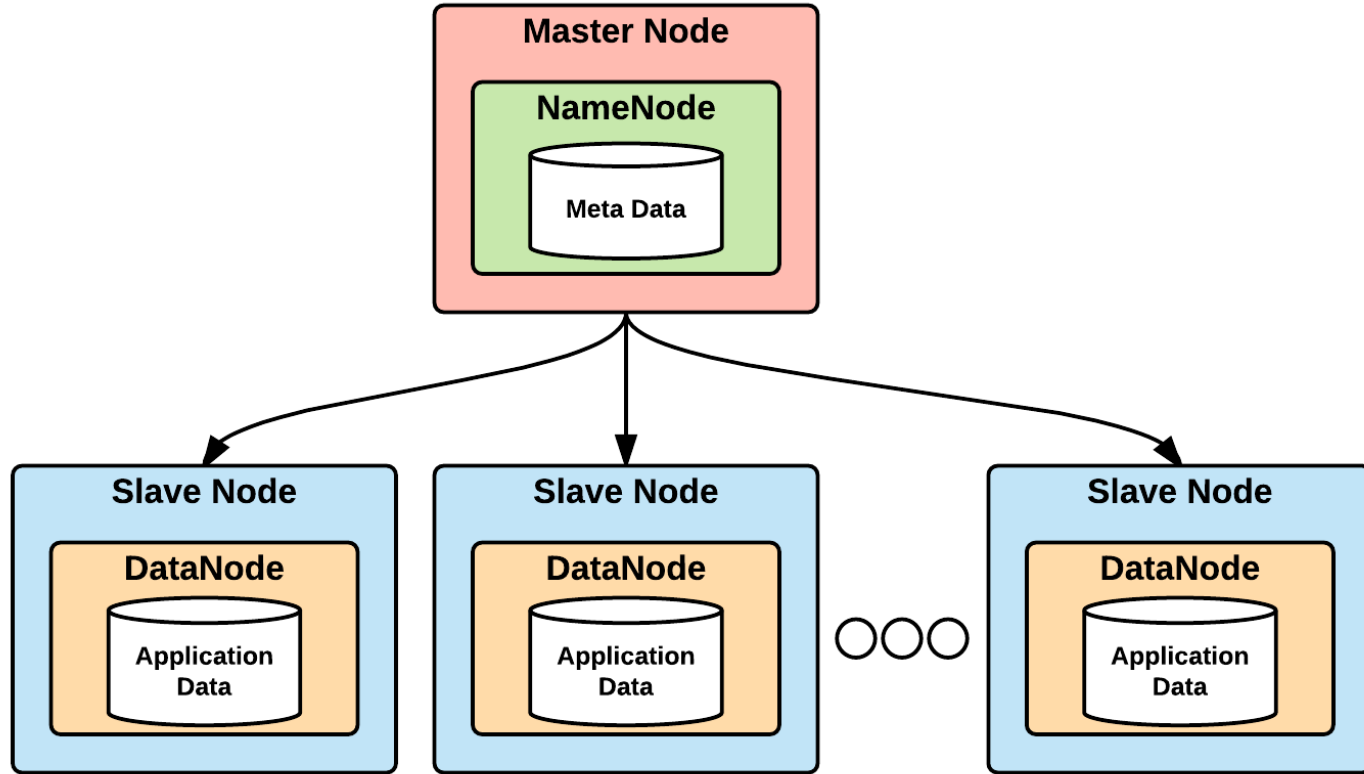 Master Node
NameNode
Meta Data
Slave Node
DataNode
Application
Data
Slave Node
DataNode
Application
Data
Slave Node
DataNode
Application
Data